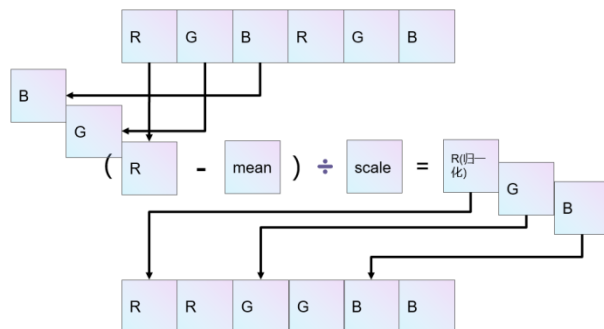 R G B R G B
B
G
( R - mean ) ÷ scale = R(归一
化)
G
B
R R G G B B